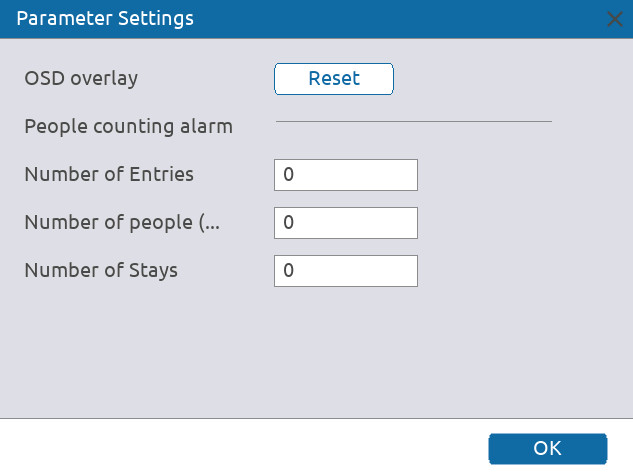 Parameter Settings
OSD overlay Reset
People counting alarm
Number of Entries 0
Number of people (... 0
Number of Stays 0
OK